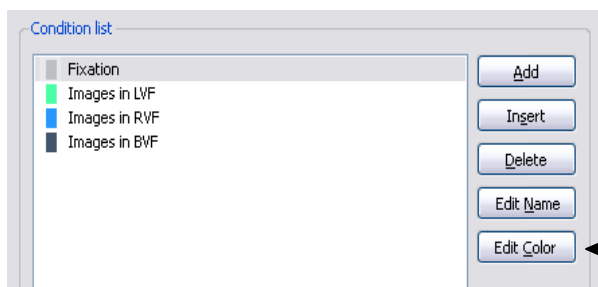 Condition list
Fixation
Images in LVF
Images in RVF
Images in BVF
Add
Insert
Delete
Edit Name
Edit Color